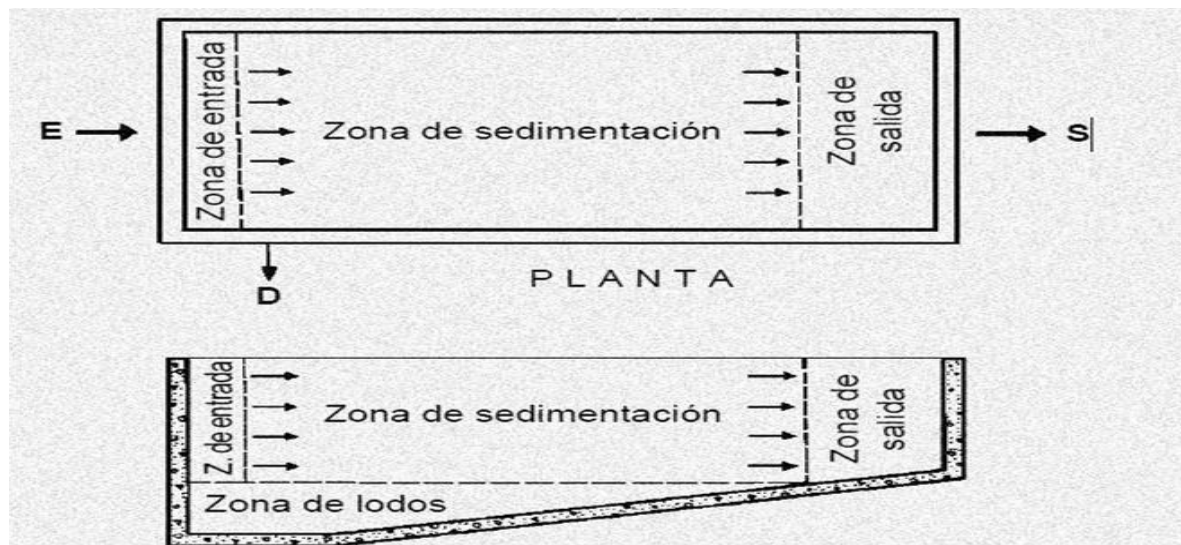 Zona de entrada
E
Zona de sedimentación
Zona de
salida
S
D
PLANTA
Z. de entrada
Zona de sedimentación
Zona de
salida
Zona de lodos